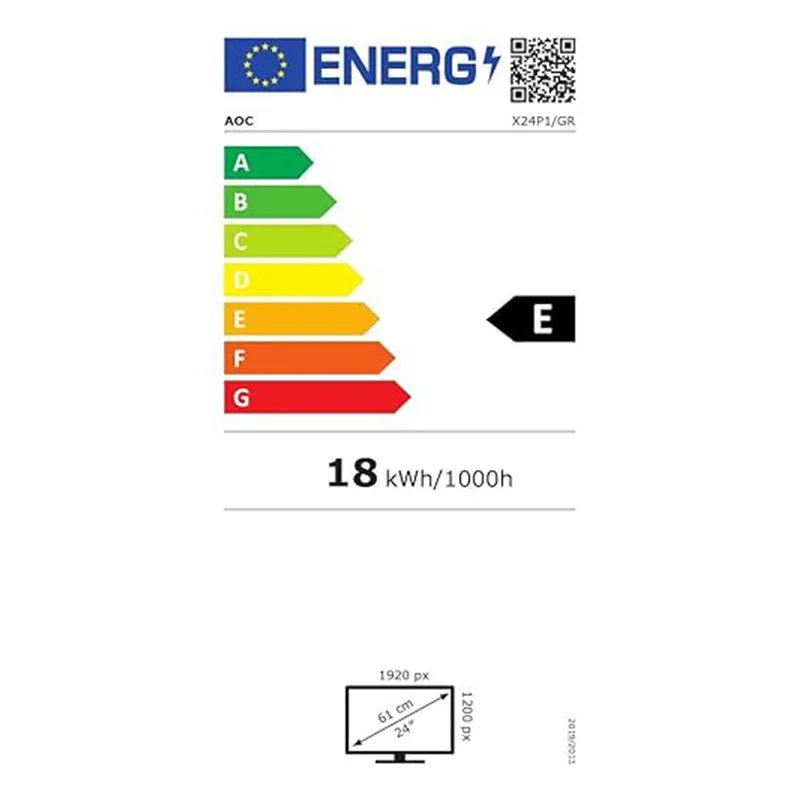 ENERG
AOC X24P1/GR
A
B
C
D
E
E
F
G
18 kWh/1000h
1920 px
61 cm
24"
1200 px
2019/2013